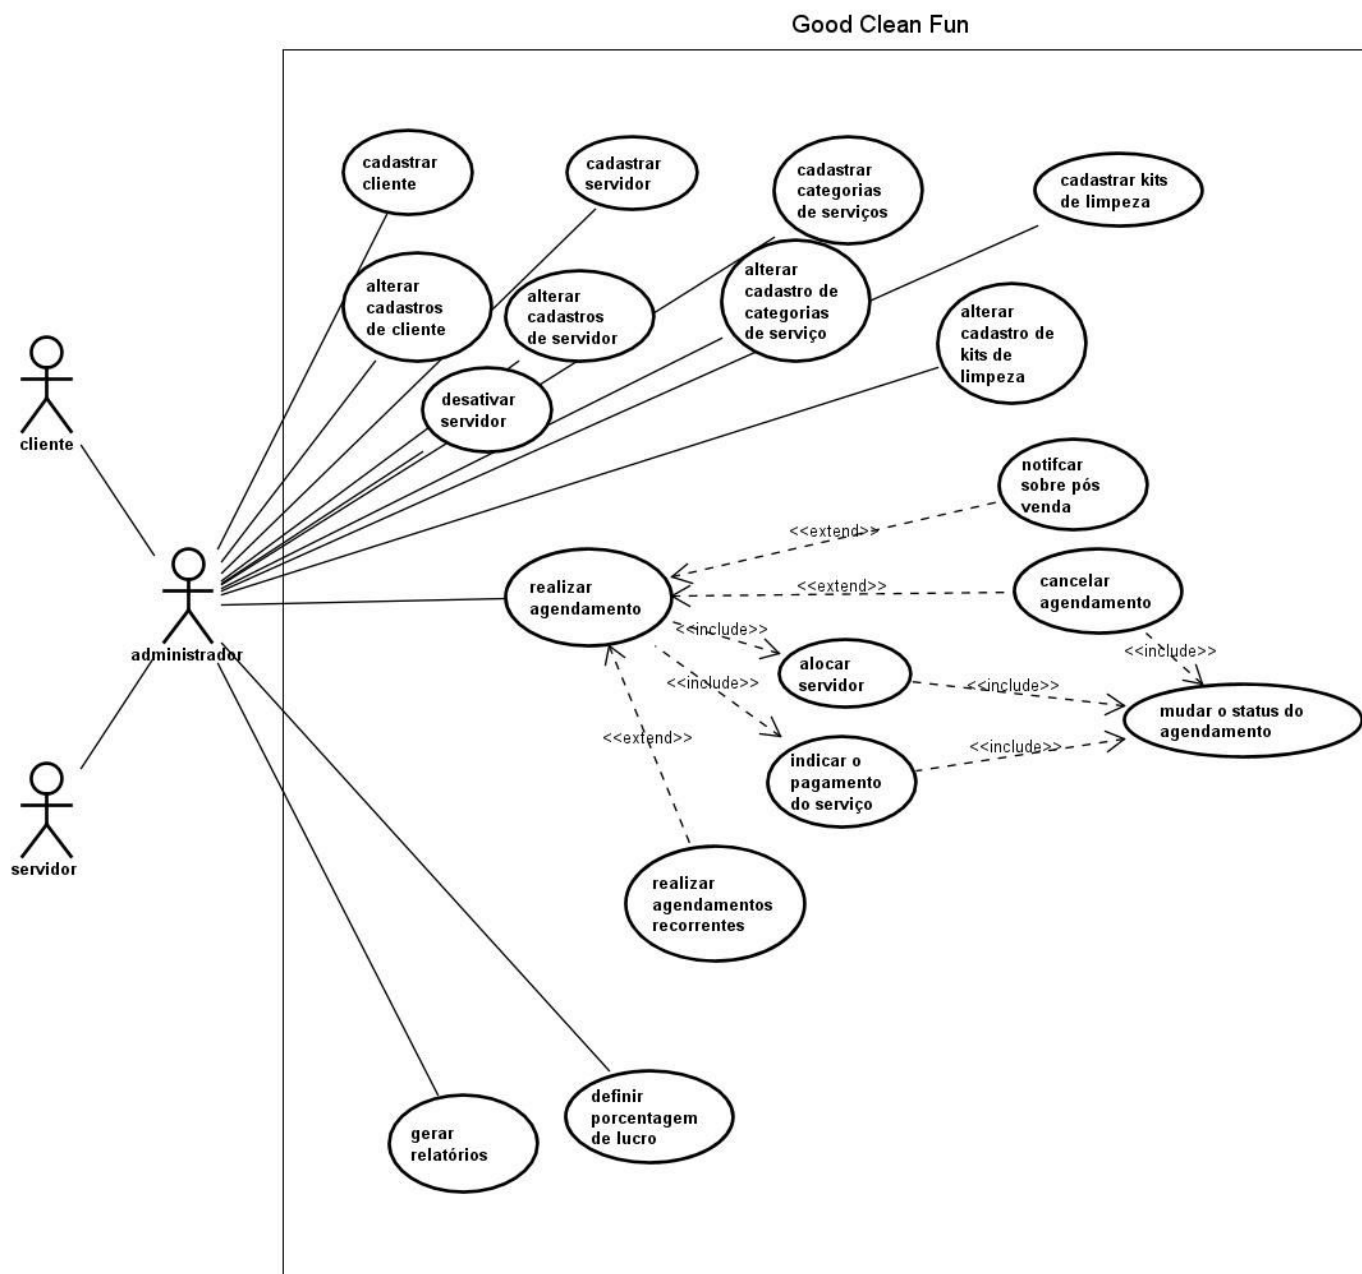 Good Clean Fun
cadastrar
cliente
cadastrar
servidor
cadastrar
categorias
de serviços
cadastrar kits
de limpeza
alterar
cadastros
de cliente
alterar
cadastros
de servidor
alterar
cadastro de
categorias
de serviço
alterar
cadastro de
kits de
limpeza
desativar
servidor
cliente
notifcar
sobre pós
venda
<<extend>>
realizar
agendamento
<<extend>>
cancelar
agendamento
administrador
<<include>>
<<include>>
alocar
servidor
<<include>>
<<include>>
mudar o status do
agendamento
<<extend>>
<<include>>
indicar o
pagamento
do serviço
servidor
realizar
agendamentos
recorrentes
gerar
relatórios
definir
porcentagem
de lucro